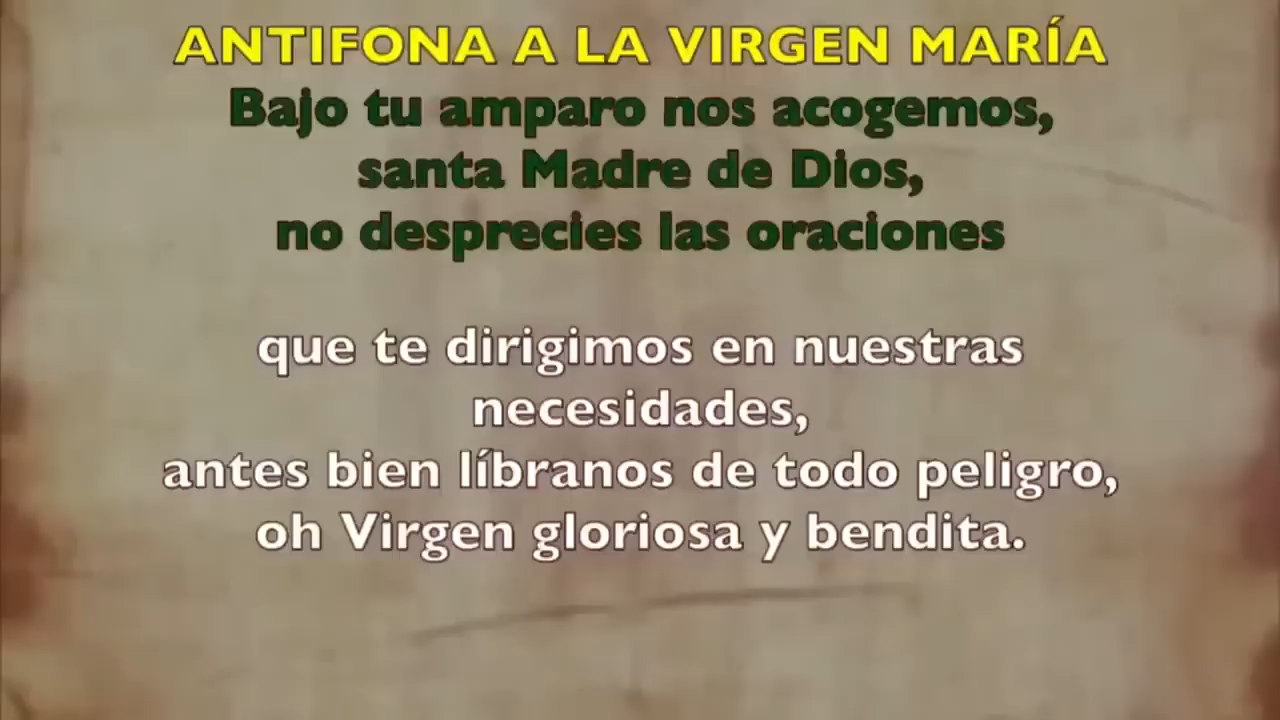 ANTIFONA A LA VIRGEN MARÍA
Bajo tu amparo nos acogemos,
santa Madre de Dios,
no desprecies las oraciones
que te dirigimos en nuestras
necesidades,
antes bien líbranos de todo peligro,
oh Virgen gloriosa y bendita.